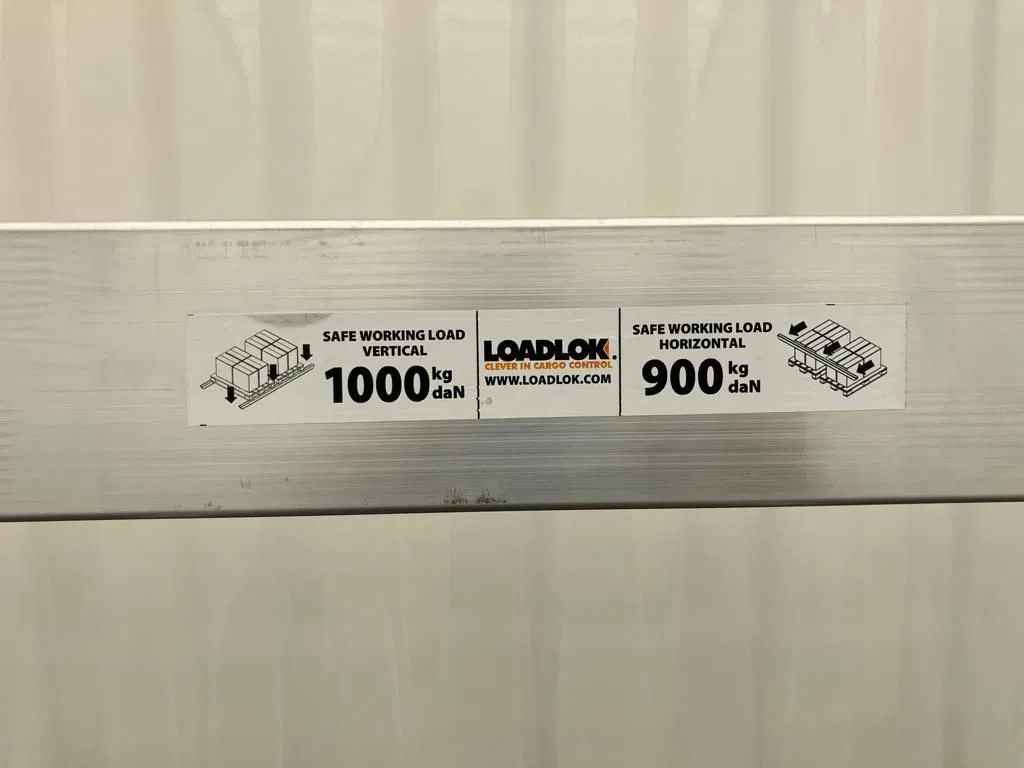 SAFE WORKING LOAD
VERTICAL
1000 kg
daN
LOADLOK.
CLEVER IN CARGO CONTROL
WWW.LOADLOK.COM
SAFE WORKING LOAD
HORIZONTAL
900 kg
daN